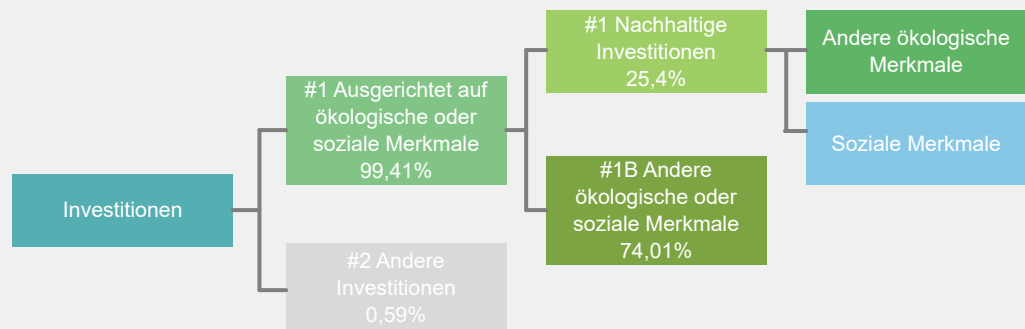 Investitionen
#1 Ausgerichtet auf
ökologische oder
soziale Merkmale
99,41%
#2 Andere
Investitionen
0,59%
#1 Nachhaltige
Investitionen
25,4%
#1B Andere
ökologische oder
soziale Merkmale
74,01%
Andere ökologische
Merkmale
Soziale Merkmale